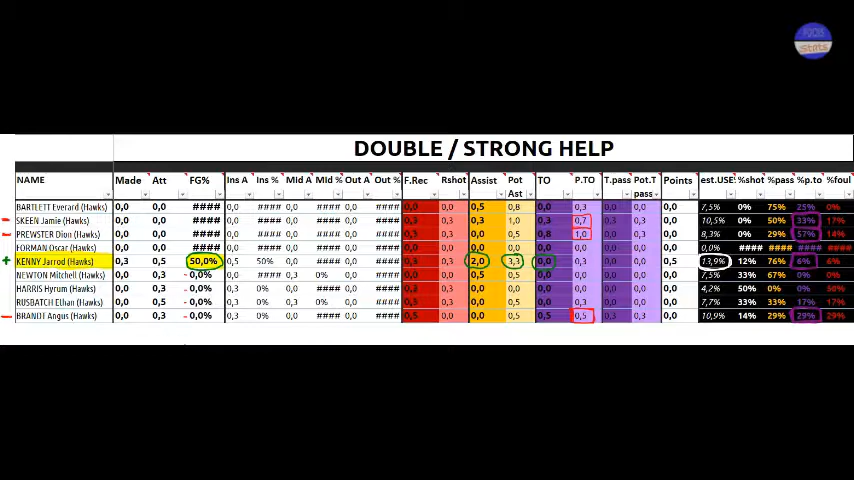 FOCUS
Stats
DOUBLE / STRONG HELP
NAME Made Att FG% Ins A Ins % Mid A Mid % Out A Out % F.Rec Rshot Assist Pot Ast TO P.TO T.pass Pot.T pass Points est.USE %shot %pass %p.to %foul
BARTLETT Everard (Hawks) 0,0 0,0 #### 0,0 #### 0,0 #### 0,0 #### 0,0 0,0 0,5 0,8 0,0 0,3 0,0 0,0 0,0 7,5% 0% 75% 25% 0%
SKEEN Jamie (Hawks) 0,0 0,0 #### 0,0 #### 0,0 #### 0,0 #### 0,3 0,3 0,3 1,0 0,3 0,7 0,3 0,3 0,0 10,5% 0% 50% 33% 17%
PREWSTER Dion (Hawks) 0,0 0,0 #### 0,0 #### 0,0 #### 0,0 #### 0,3 0,3 0,0 0,5 0,8 1,0 0,0 0,0 0,0 8,3% 0% 29% 57% 14%
FORMAN Oscar (Hawks) 0,0 0,0 #### 0,0 #### 0,0 #### 0,0 #### 0,0 0,0 0,0 0,0 0,0 0,0 0,0 0,0 0,0 0,0% #### #### #### ####
KENNY Jarrod (Hawks) 0,3 0,5 50,0% 0,5 50% 0,0 #### 0,0 #### 0,3 0,3 2,0 3,3 0,0 0,3 0,3 0,3 0,5 13,9% 12% 76% 6% 6%
NEWTON Mitchell (Hawks) 0,0 0,3 0,0% 0,0 #### 0,3 0% 0,0 #### 0,0 0,0 0,5 0,5 0,0 0,0 0,0 0,0 0,0 7,5% 33% 67% 0% 0%
HARRIS Hyrum (Hawks) 0,0 0,3 0,0% 0,3 0% 0,0 #### 0,0 #### 0,3 0,3 0,0 0,0 0,0 0,0 0,0 0,0 0,0 4,2% 50% 0% 0% 50%
RUSBATCH Ethan (Hawks) 0,0 0,3 0,0% 0,0 #### 0,3 0% 0,0 #### 0,3 0,3 0,0 0,5 0,0 0,3 0,0 0,0 0,0 7,7% 33% 33% 17% 17%
BRANDT Angus (Hawks) 0,0 0,3 0,0% 0,3 0% 0,0 #### 0,0 #### 0,5 0,0 0,0 0,5 0,5 0,5 0,3 0,3 0,0 10,9% 14% 29% 29% 29%